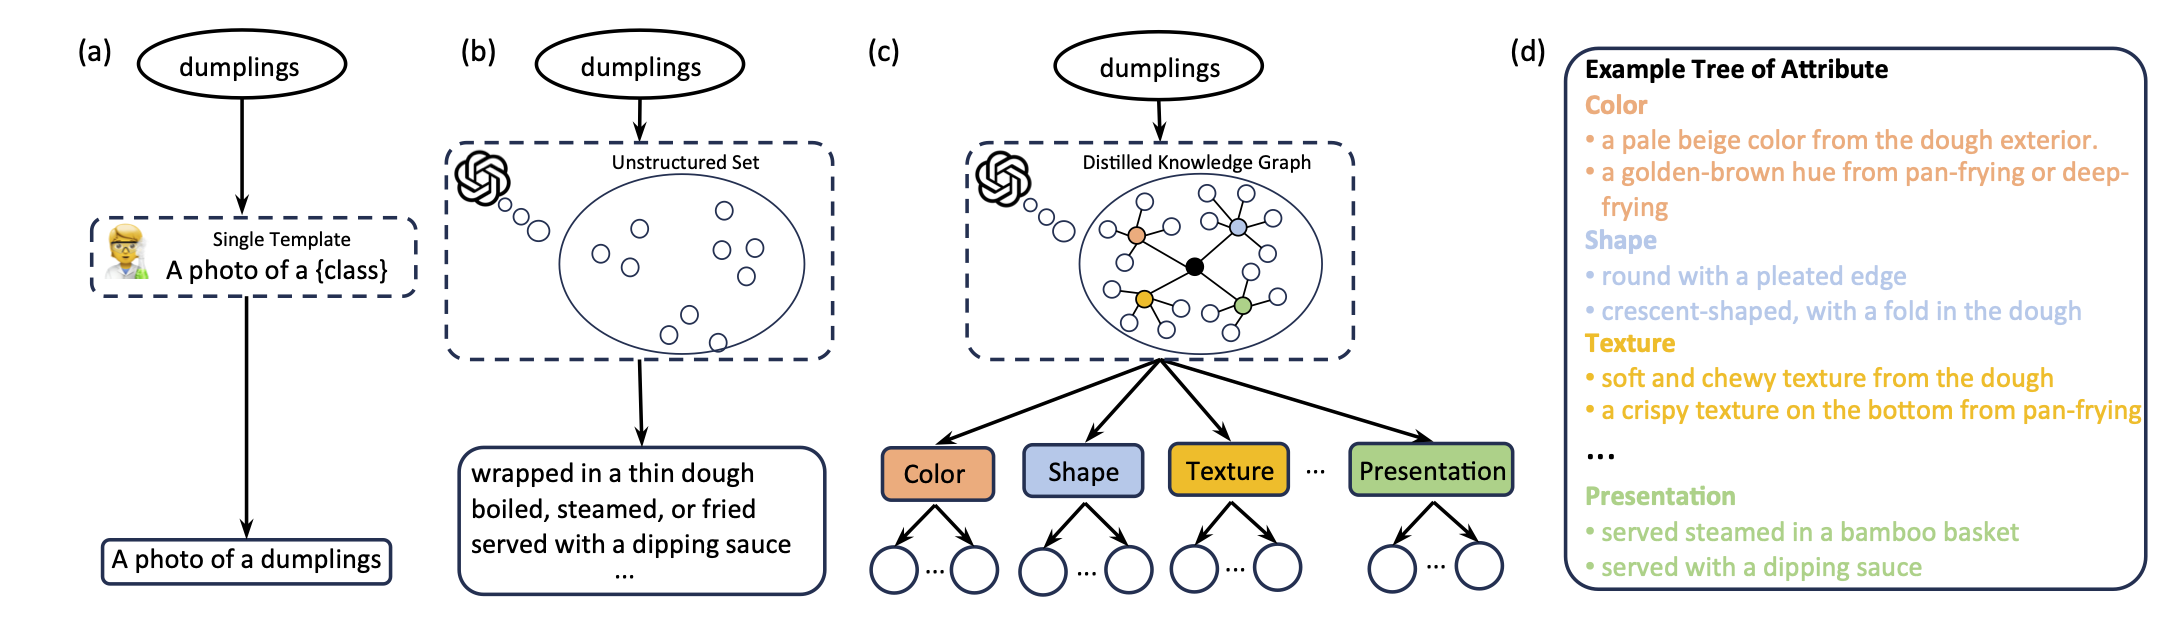 (a)
dumplings
Single Template
A photo of a {class}
A photo of a dumplings
(b)
dumplings
Unstructured Set
wrapped in a thin dough
boiled, steamed, or fried
served with a dipping sauce
...
(c)
dumplings
Distilled Knowledge Graph
Color
Shape
Texture
...
Presentation
...
...
...
...
(d)
Example Tree of Attribute
Color
• a pale beige color from the dough exterior.
• a golden-brown hue from pan-frying or deep-
frying
Shape
• round with a pleated edge
• crescent-shaped, with a fold in the dough
Texture
• soft and chewy texture from the dough
• a crispy texture on the bottom from pan-frying
...
Presentation
• served steamed in a bamboo basket
• served with a dipping sauce